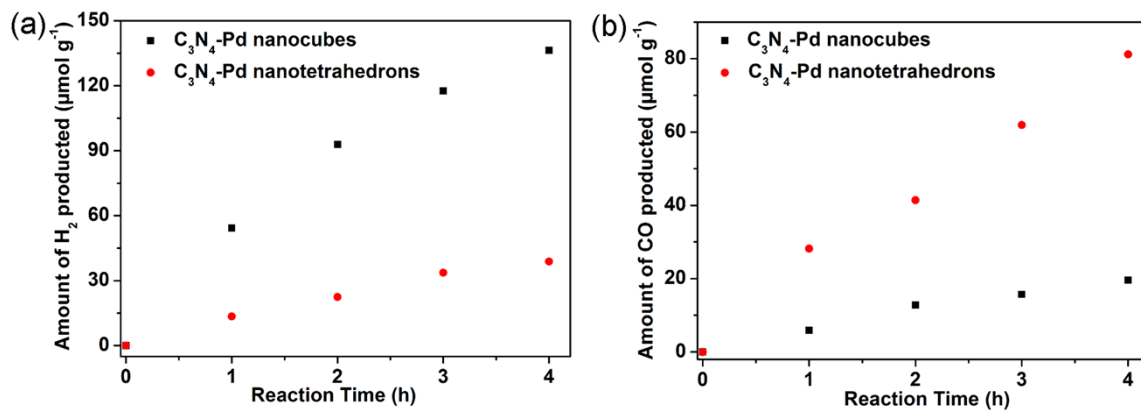 (a)
150
120
90
60
30
0
Amount of H₂ producted (μmol g⁻¹)
C₃N₄-Pd nanocubes
C₃N₄-Pd nanotetrahedrons
0 1 2 3 4
Reaction Time (h)
(b)
80
60
40
20
0
Amount of CO producted (μmol g⁻¹)
C₃N₄-Pd nanocubes
C₃N₄-Pd nanotetrahedrons
0 1 2 3 4
Reaction Time (h)